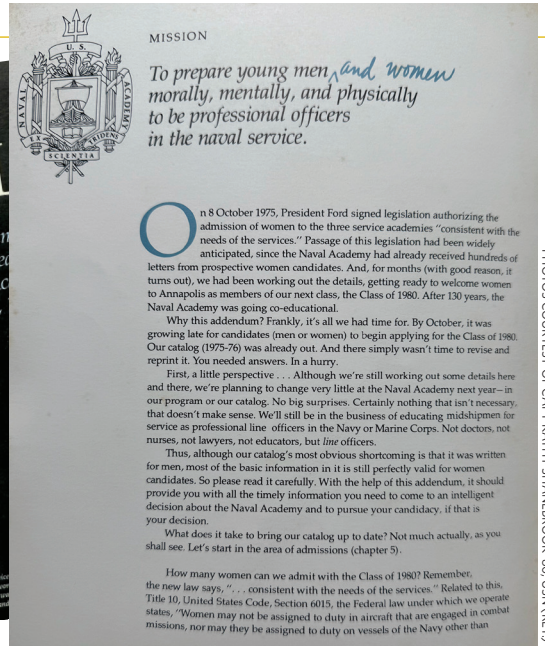 U. S.
NAVAL
ACADEMY
EX
TRIDENS
SCIENTIA
MISSION
To prepare young men, and women
morally, mentally, and physically
to be professional officers
in the naval service.
On 8 October 1975, President Ford signed legislation authorizing the
admission of women to the three service academies "consistent with the
needs of the services." Passage of this legislation had been widely
anticipated, since the Naval Academy had already received hundreds of
letters from prospective women candidates. And, for months (with good reason, it
turns out), we had been working out the details, getting ready to welcome women
to Annapolis as members of our next class, the Class of 1980. After 130 years, the
Naval Academy was going co-educational.
Why this addendum? Frankly, it's all we had time for. By October, it was
growing late for candidates (men or women) to begin applying for the Class of 1980.
Our catalog (1975-76) was already out. And there simply wasn't time to revise and
reprint it. You needed answers. In a hurry.
First, a little perspective . . . Although we're still working out some details here
and there, we're planning to change very little at the Naval Academy next year—in
our program or our catalog. No big surprises. Certainly nothing that isn't necessary,
that doesn't make sense. We'll still be in the business of educating midshipmen for
service as professional line officers in the Navy or Marine Corps. Not doctors, not
nurses, not lawyers, not educators, but line officers.
Thus, although our catalog's most obvious shortcoming is that it was written
for men, most of the basic information in it is still perfectly valid for women
candidates. So please read it carefully. With the help of this addendum, it should
provide you with all the timely information you need to come to an intelligent
decision about the Naval Academy and to pursue your candidacy, if that is
your decision.
What does it take to bring our catalog up to date? Not much actually, as you
shall see. Let's start in the area of admissions (chapter 5).
How many women can we admit with the Class of 1980? Remember,
the new law says, ". . . consistent with the needs of the services." Related to this,
Title 10, United States Code, Section 6015, the Federal law under which we operate
states, "Women may not be assigned to duty in aircraft that are engaged in combat
missions, nor may they be assigned to duty on vessels of the Navy other than